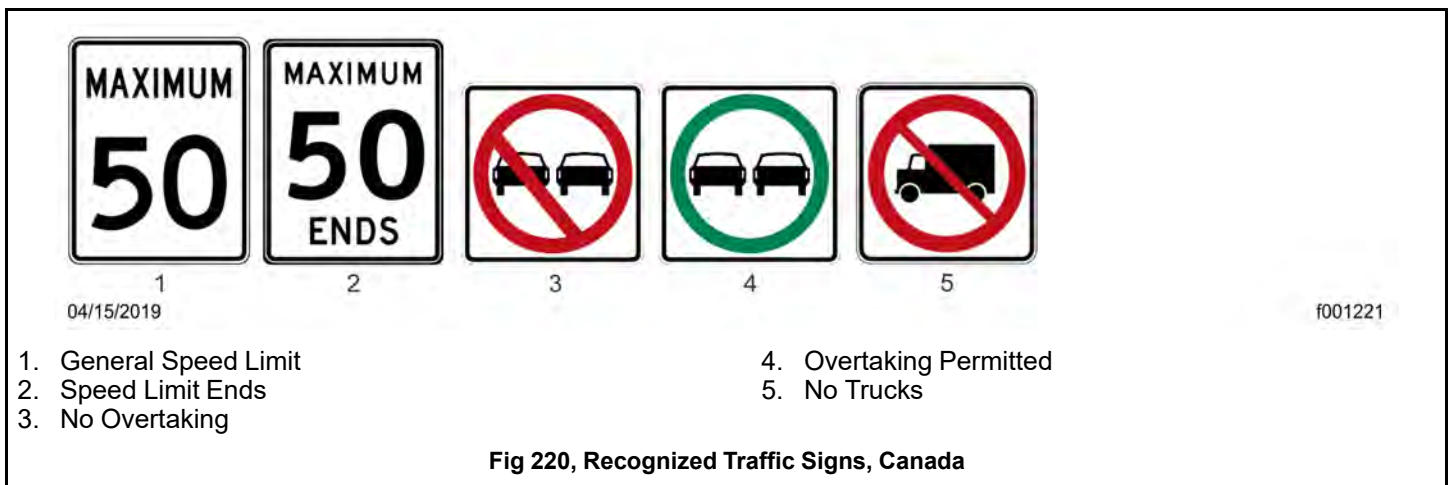 MAXIMUM
50
MAXIMUM
50
ENDS
1
2
3
4
5
04/15/2019
f001221
1. General Speed Limit
2. Speed Limit Ends
3. No Overtaking
4. Overtaking Permitted
5. No Trucks
Fig 220, Recognized Traffic Signs, Canada